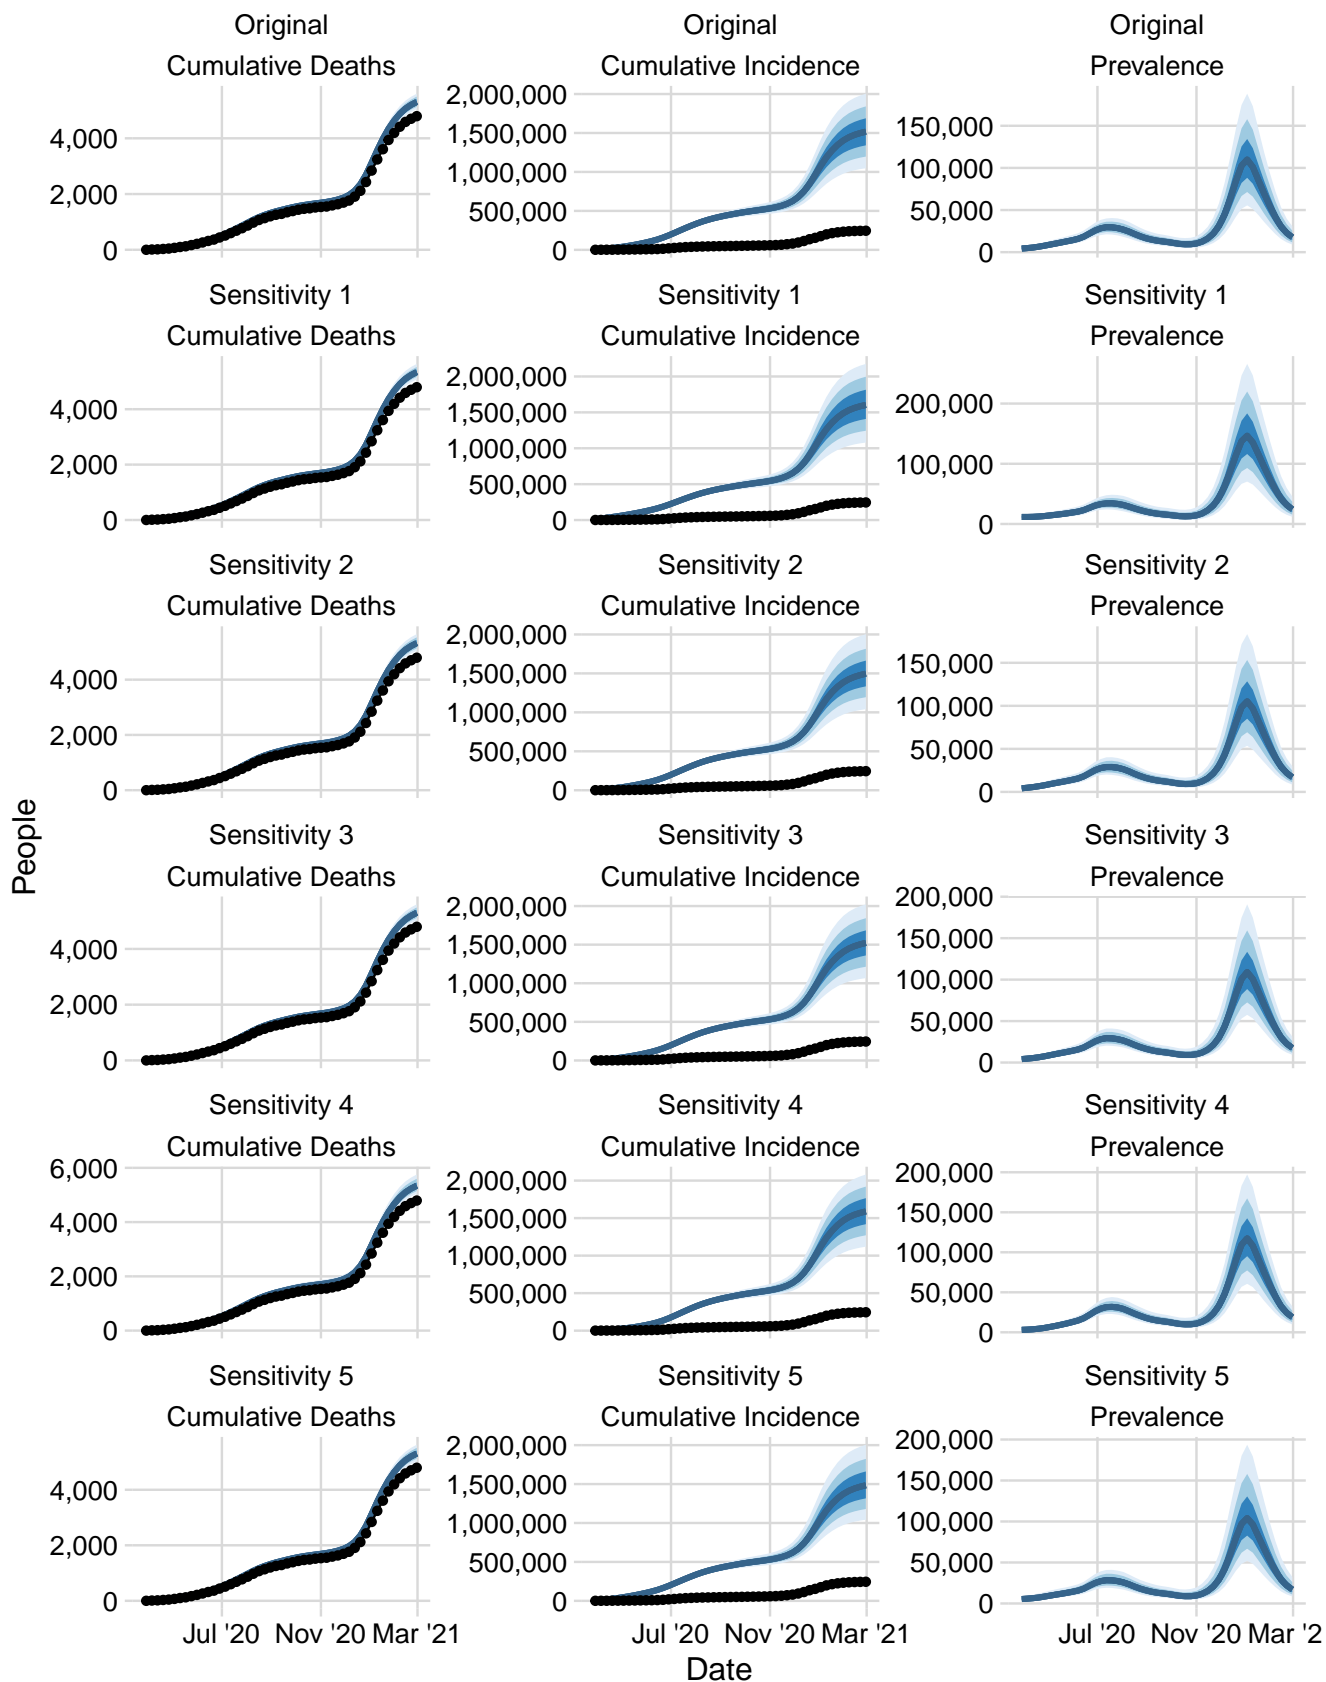 Original
Cumulative Deaths
4,000
2,000
0
Original
Cumulative Incidence
2,000,000
1,500,000
1,000,000
500,000
0
Original
Prevalence
150,000
100,000
50,000
0
Sensitivity 1
Cumulative Deaths
4,000
2,000
0
Sensitivity 1
Cumulative Incidence
2,000,000
1,500,000
1,000,000
500,000
0
Sensitivity 1
Prevalence
200,000
100,000
0
Sensitivity 2
Cumulative Deaths
4,000
2,000
0
Sensitivity 2
Cumulative Incidence
2,000,000
1,500,000
1,000,000
500,000
0
Sensitivity 2
Prevalence
150,000
100,000
50,000
0
People
Sensitivity 3
Cumulative Deaths
4,000
2,000
0
Sensitivity 3
Cumulative Incidence
2,000,000
1,500,000
1,000,000
500,000
0
Sensitivity 3
Prevalence
200,000
150,000
100,000
50,000
0
Sensitivity 4
Cumulative Deaths
6,000
4,000
2,000
0
Sensitivity 4
Cumulative Incidence
2,000,000
1,500,000
1,000,000
500,000
0
Sensitivity 4
Prevalence
200,000
150,000
100,000
50,000
0
Sensitivity 5
Cumulative Deaths
4,000
2,000
0
Sensitivity 5
Cumulative Incidence
2,000,000
1,500,000
1,000,000
500,000
0
Sensitivity 5
Prevalence
200,000
150,000
100,000
50,000
0
Jul '20 Nov '20 Mar '21
Jul '20 Nov '20 Mar '21
Jul '20 Nov '20 Mar '2
Date